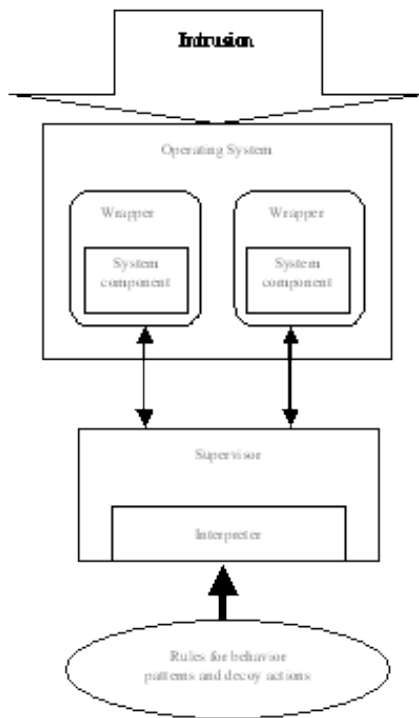 Intrusion
Operating System
Wrapper
System
component
Wrapper
System
component
Supervisor
Interpreter
Rules for behavior
patterns and decoy actions